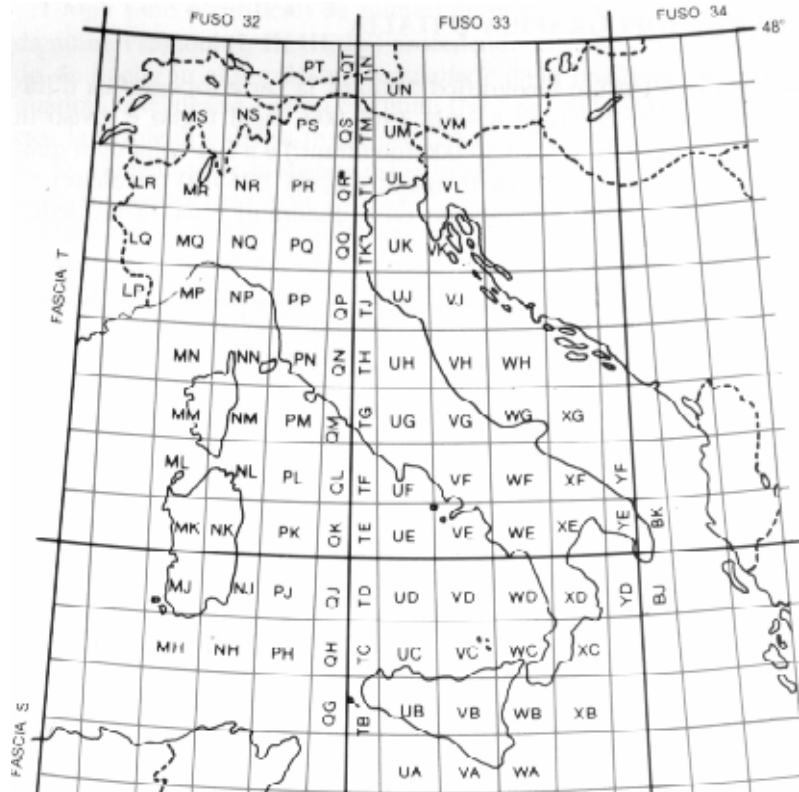 FUSO 32 FUSO 33 FUSO 34
48°
PT QT TN UN
MS NS PS QS TM UM VM
LR MR NR PR QR TL UL VL
LQ MQ NQ PQ QQ TK UK VK
LP MP NP PP QP TJ UJ VJ
MN NN PN QN TH UH VH WH
MM NM PM QM TG UG VG WG XG
ML NL PL QL TF UF VF WF XF YF
MK NK PK QK TE UE VE WE XE YE BK
MJ NJ PJ QJ TD UD VD WD XD YD BJ
MH NH PH QH TC UC VC WC XC
QG TB UB VB WB XB
UA VA WA
FASCIA T
FASCIA S